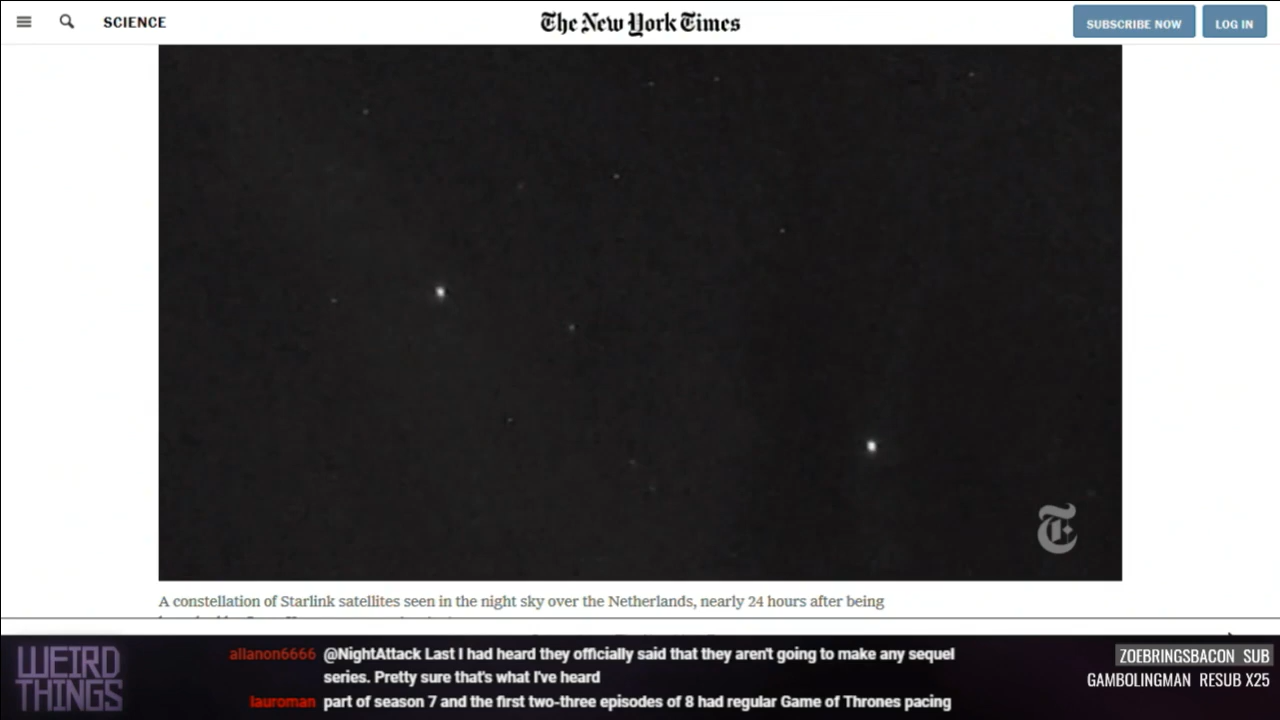 SCIENCE
The New York Times
SUBSCRIBE NOW
LOG IN
T
A constellation of Starlink satellites seen in the night sky over the Netherlands, nearly 24 hours after being
WEIRD
THINGS
allanon6666 @NightAttack Last I had heard they officially said that they aren't going to make any sequel
series. Pretty sure that's what I've heard
lauroman part of season 7 and the first two-three episodes of 8 had regular Game of Thrones pacing
ZOEBRINGSBACON SUB
GAMBOLINGMAN RESUB X25